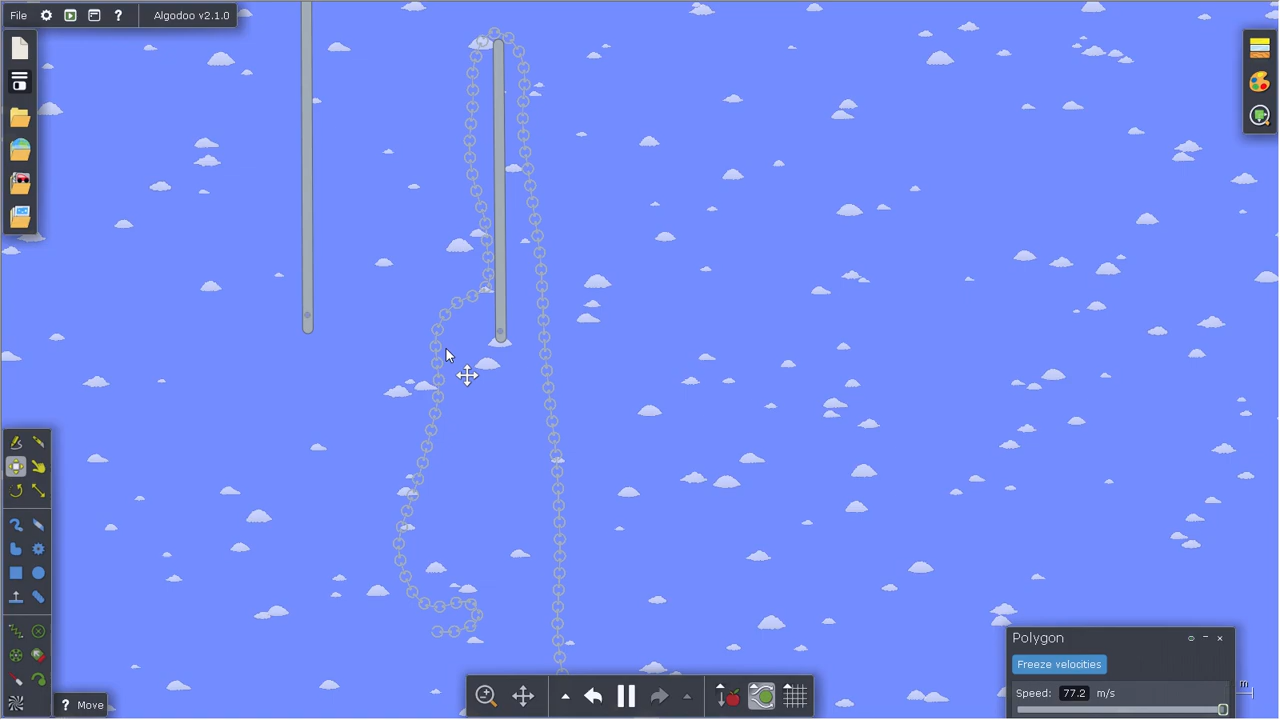 File
Algodoo v2.1.0
Polygon
Freeze velocities
Speed: 77.2 m/s
m
? Move